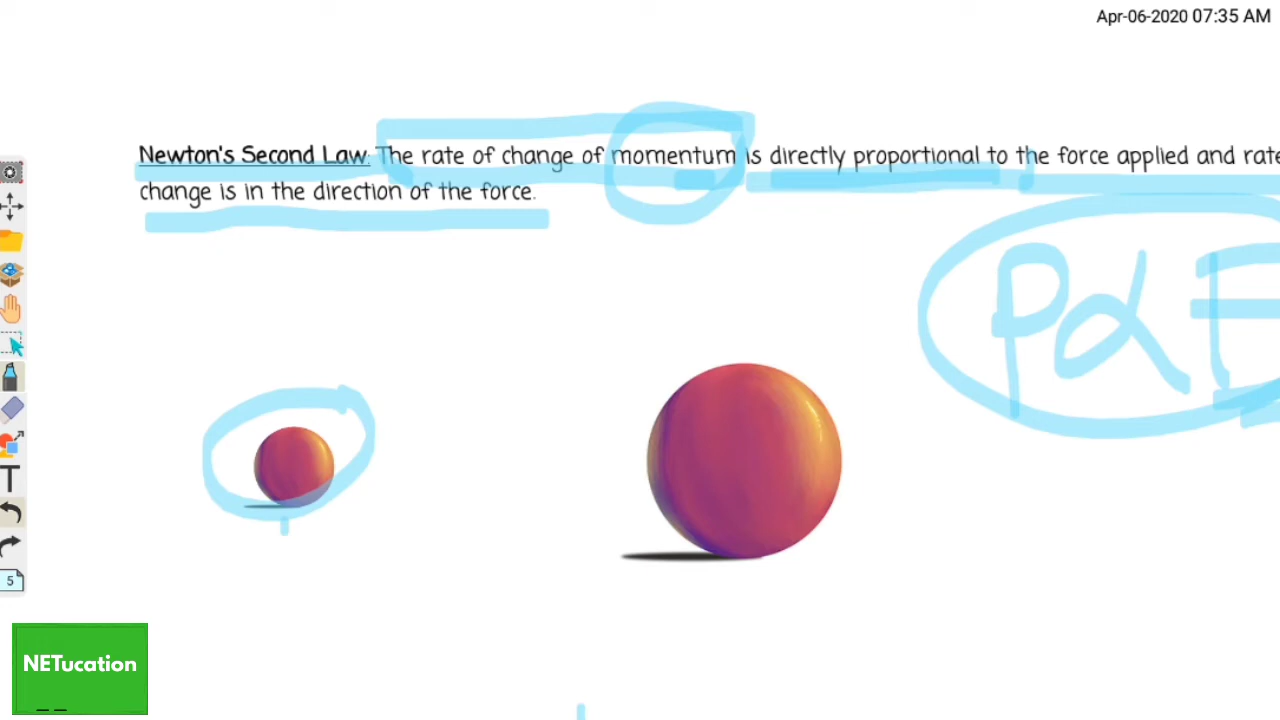 Apr-06-2020 07:35 AM
Newton's Second Law: The rate of change of momentum is directly proportional to the force applied and rate
change is in the direction of the force.
P α F
5
NETucation